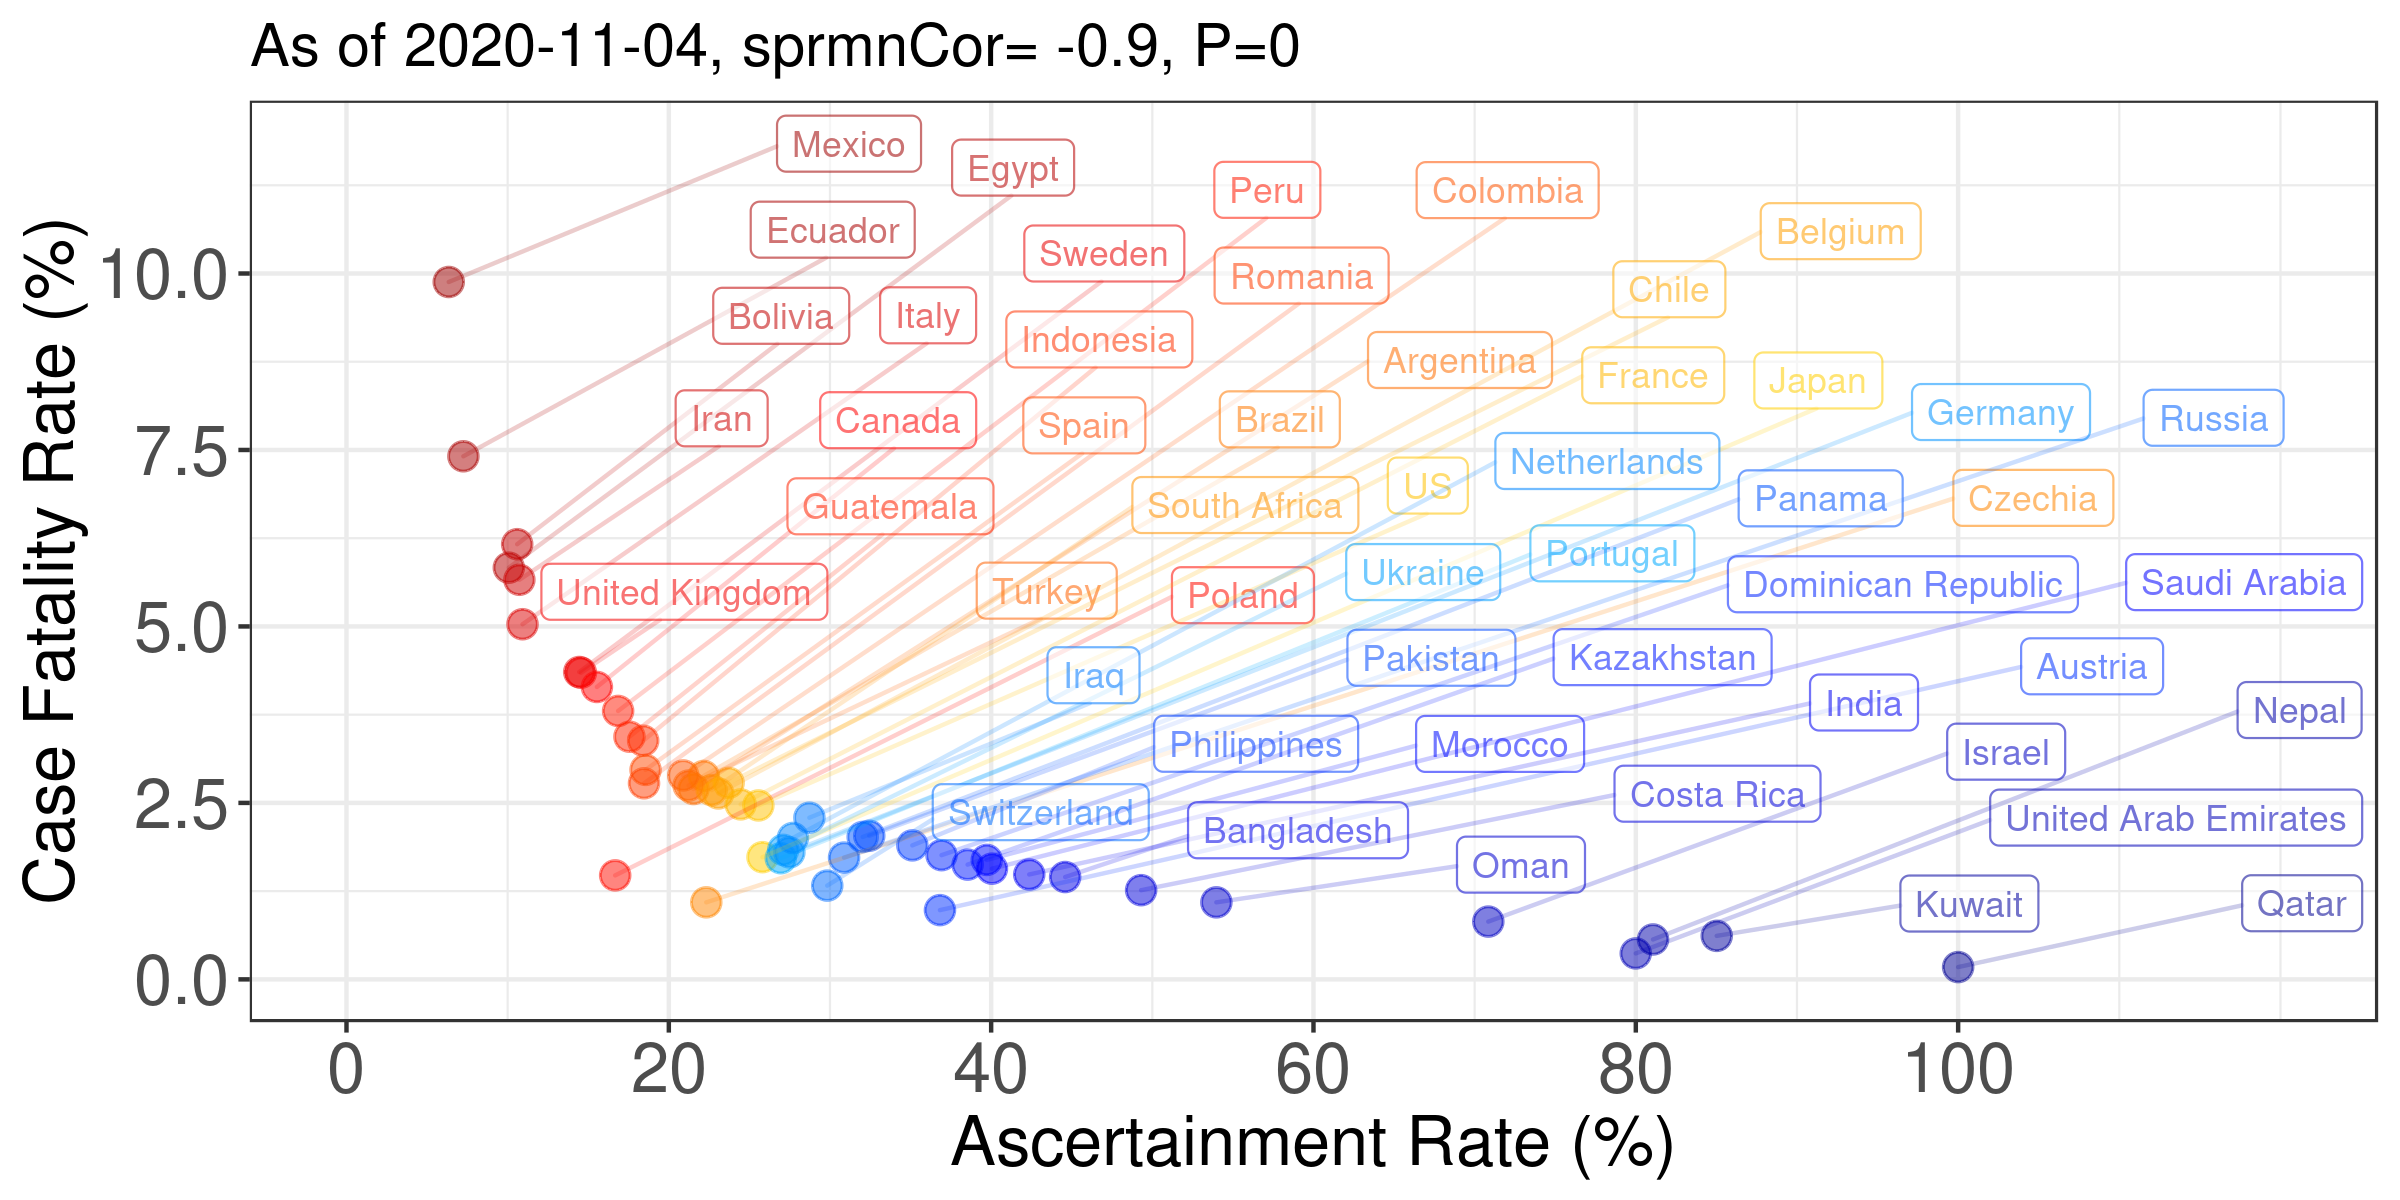 As of 2020-11-04, sprmnCor= -0.9, P=0
Mexico
Egypt
Peru
Colombia
Ecuador
Belgium
Sweden
Romania
Chile
Bolivia
Italy
Indonesia
Argentina
France
Japan
Iran
Canada
Spain
Brazil
Germany
Russia
Netherlands
Guatemala
South Africa
US
Panama
Czechia
United Kingdom
Turkey
Poland
Ukraine
Portugal
Dominican Republic
Saudi Arabia
Iraq
Pakistan
Kazakhstan
Austria
India
Nepal
Philippines
Morocco
Israel
Switzerland
Bangladesh
Costa Rica
United Arab Emirates
Oman
Kuwait
Qatar
Case Fatality Rate (%)
10.0
7.5
5.0
2.5
0.0
0 20 40 60 80 100
Ascertainment Rate (%)